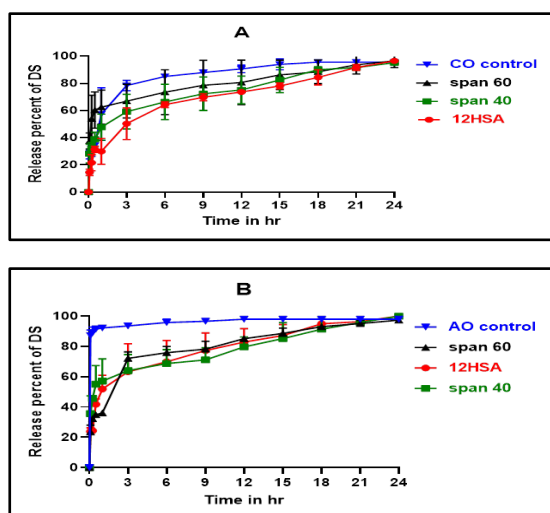 A
Release percent of DS
100
80
60
40
20
0
0 3 6 9 12 15 18 21 24
Time in hr
CO control
span 60
span 40
12HSA
B
Release percent of DS
100
80
60
40
20
0
0 3 6 9 12 15 18 21 24
Time in hr
AO control
span 60
12HSA
span 40